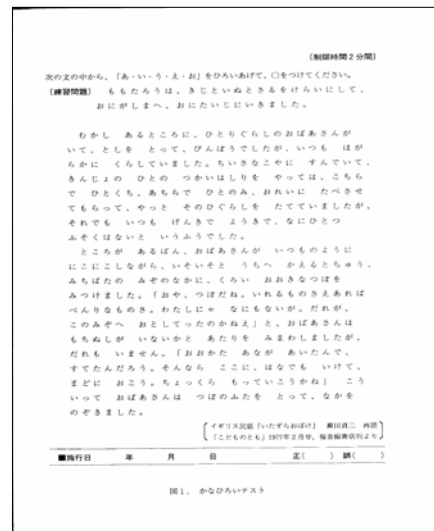 (制限時間2分間)
次の文の中から、「あ・い・う・え・お」をひろいあげて、○をつけてください。
(練習問題) ももたろうは、きじといぬとさるをけらいにして、
おにがしまへ、おにたいじにいきました。
むかし あるところに、ひとりぐらしのおばあさんが
いて、としを とって、びんぼうでしたが、いつも ほが
らかに くらしていました。ちいさなこやに すんでいて、
きんじょの ひとの つかいはしりを やっては、こちら
で ひとくち、あちらで ひとのみ、おれいに たべさせ
てもらって、やっと そのひぐらしを たてていましたが、
それでも いつも げんきで ようきで、なにひとつ
ふそくはないと いうふうでした。
ところが あるばん、おばあさんが いつものように
にこにこしながら、いそいそと うちへ かえるとちゅう、
みちばたの みぞのなかに、くろい おおきなつぼを
みつけました。「おや、つぼだね。いれるものさえあれば
べんりなものさ。わたしにゃ なにもないが。だれが、
このみぞへ おとしてったのかねえ」と、おばあさんは
もちぬしが いないかと あたりを みまわしましたが、
だれも いません。「おおかた あなが あいたんで、
すてたんだろう。そんなら ここに、はなでも いけて、
まどに おこう。ちょっくら もっていこうかね」 こう
いって おばあさんは つぼのふたを とって、なかを
のぞきました。
イギリス民話「いたずらおばけ」 瀬田貞二 再話
「こどものとも」1977年2月号、福音館書店刊より
■施行日 年 月 日 正( ) 誤( )
図1. かなひろいテスト